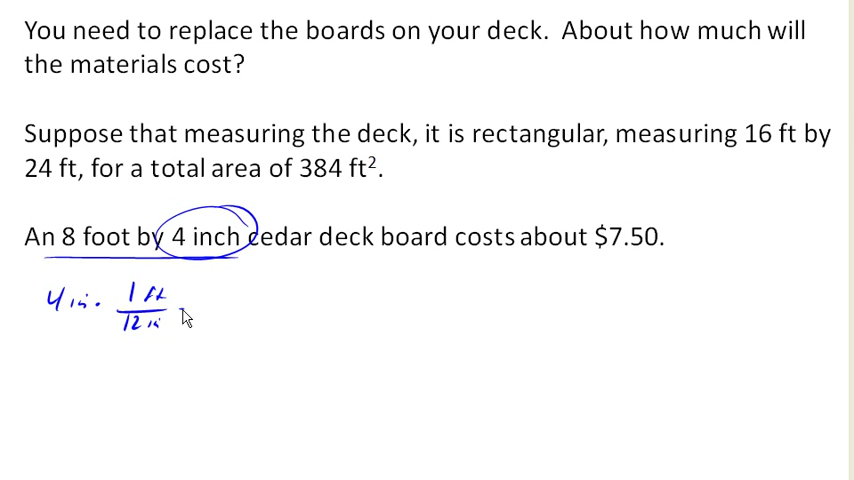 You need to replace the boards on your deck.  About how much will
the materials cost?
Suppose that measuring the deck, it is rectangular, measuring 16 ft by
24 ft, for a total area of 384 ft².
An 8 foot by 4 inch cedar deck board costs about $7.50.
4 in · 1 ft / 12 in